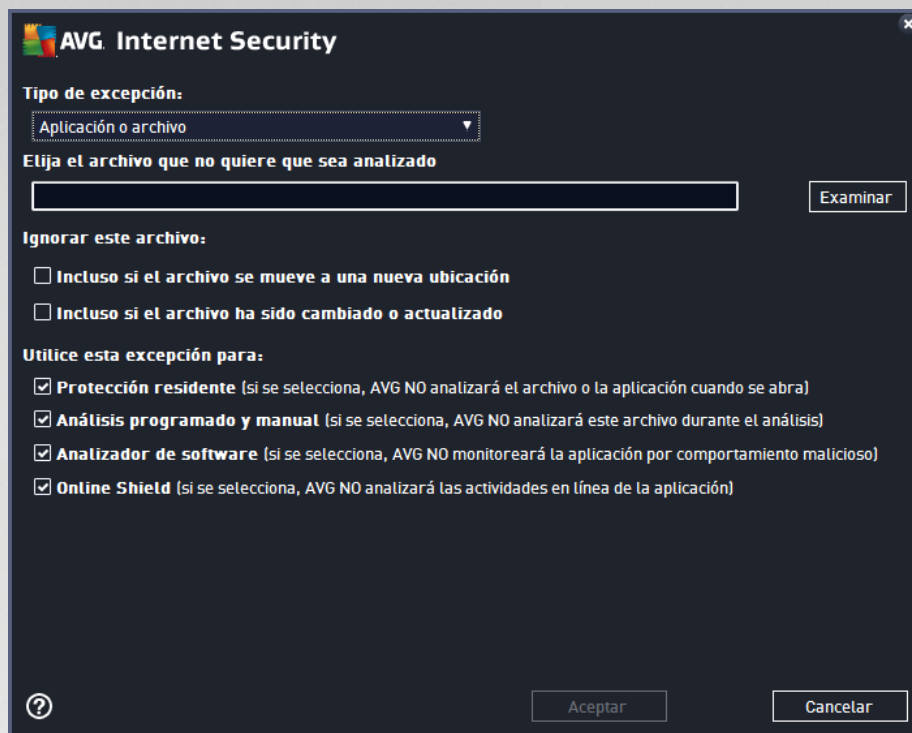 AVG. Internet Security
Tipo de excepción:
Aplicación o archivo
Elija el archivo que no quiere que sea analizado
Examinar
Ignorar este archivo:
Incluso si el archivo se mueve a una nueva ubicación
Incluso si el archivo ha sido cambiado o actualizado
Utilice esta excepción para:
Protección residente (si se selecciona, AVG NO analizará el archivo o la aplicación cuando se abra)
Análisis programado y manual (si se selecciona, AVG NO analizará este archivo durante el análisis)
Analizador de software (si se selecciona, AVG NO monitoreará la aplicación por comportamiento malicioso)
Online Shield (si se selecciona, AVG NO analizará las actividades en línea de la aplicación)
?
Aceptar
Cancelar